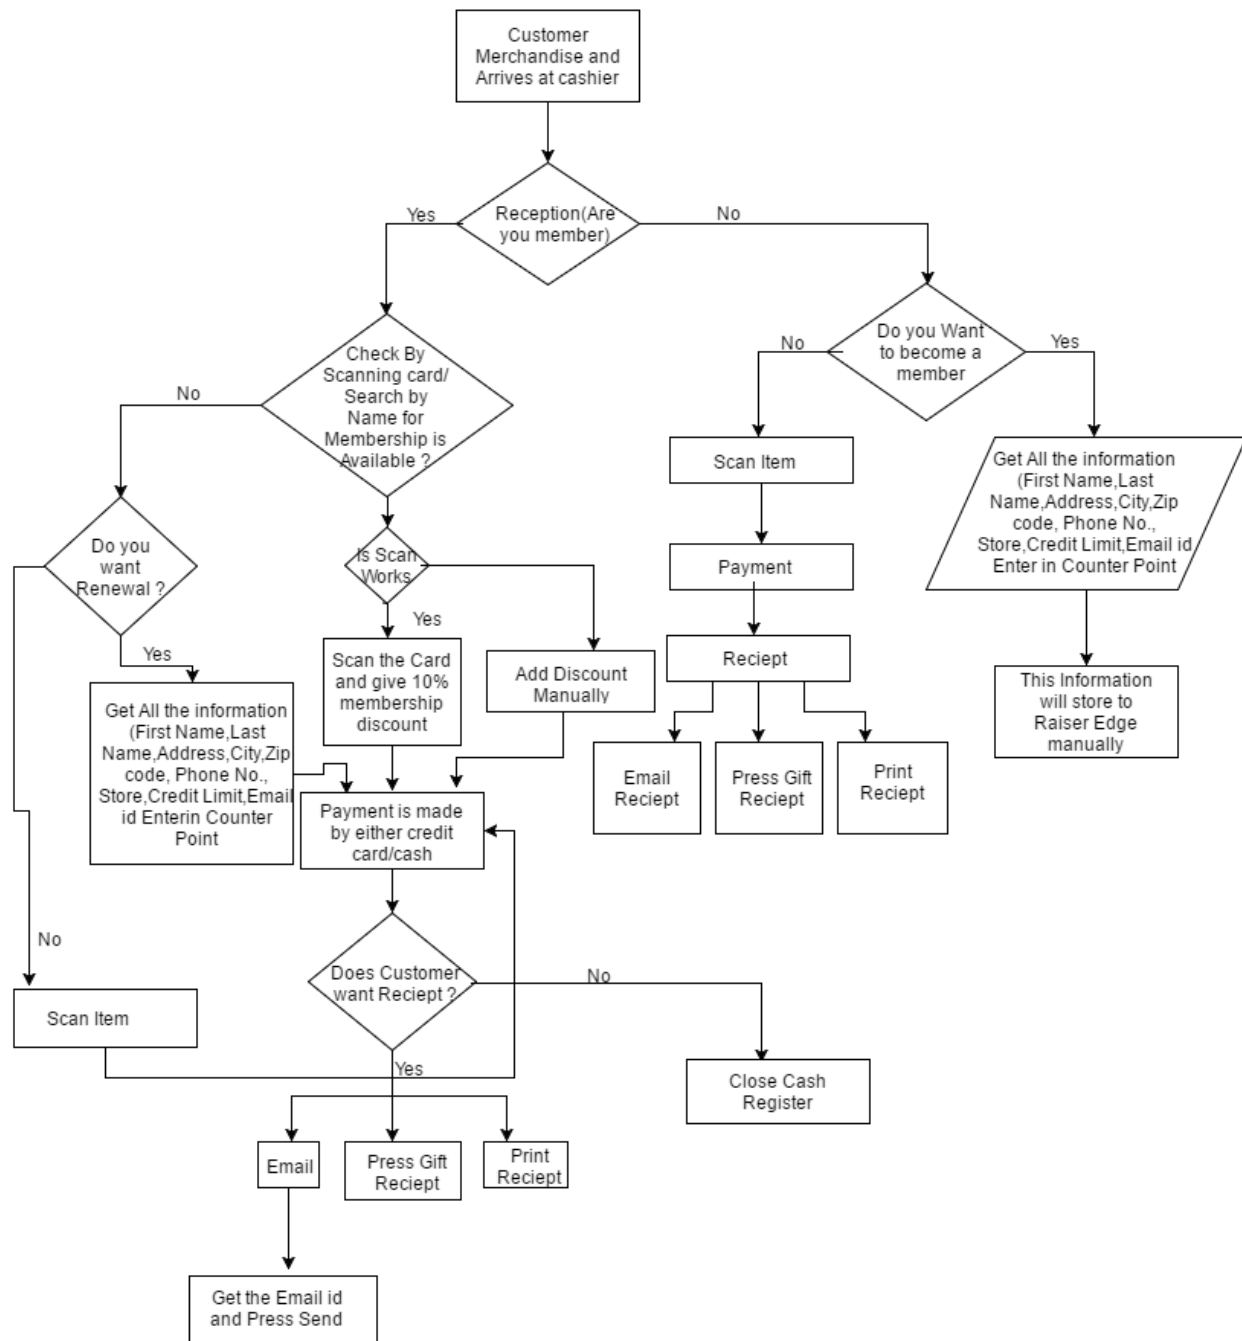 Customer
Merchandise and
Arrives at cashier
Reception(Are
you member)
Yes
No
Do you Want
to become a
member
No
Yes
Check By
Scanning card/
Search by
Name for
Membership is
Available ?
No
Scan Item
Get All the information
(First Name,Last
Name,Address,City,Zip
code, Phone No.,
Store,Credit Limit,Email id
Enter in Counter Point
Do you
want
Renewal ?
Is Scan
Works
Payment
Yes
Yes
Scan the Card
and give 10%
membership
discount
Add Discount
Manually
Reciept
This Information
will store to
Raiser Edge
manually
Get All the information
(First Name,Last
Name,Address,City,Zip
code, Phone No.,
Store,Credit Limit,Email
id Enterin Counter
Point
Email
Reciept
Press Gift
Reciept
Print
Reciept
Payment is made
by either credit
card/cash
No
Does Customer
want Reciept ?
No
Scan Item
Yes
Close Cash
Register
Email
Press Gift
Reciept
Print
Reciept
Get the Email id
and Press Send